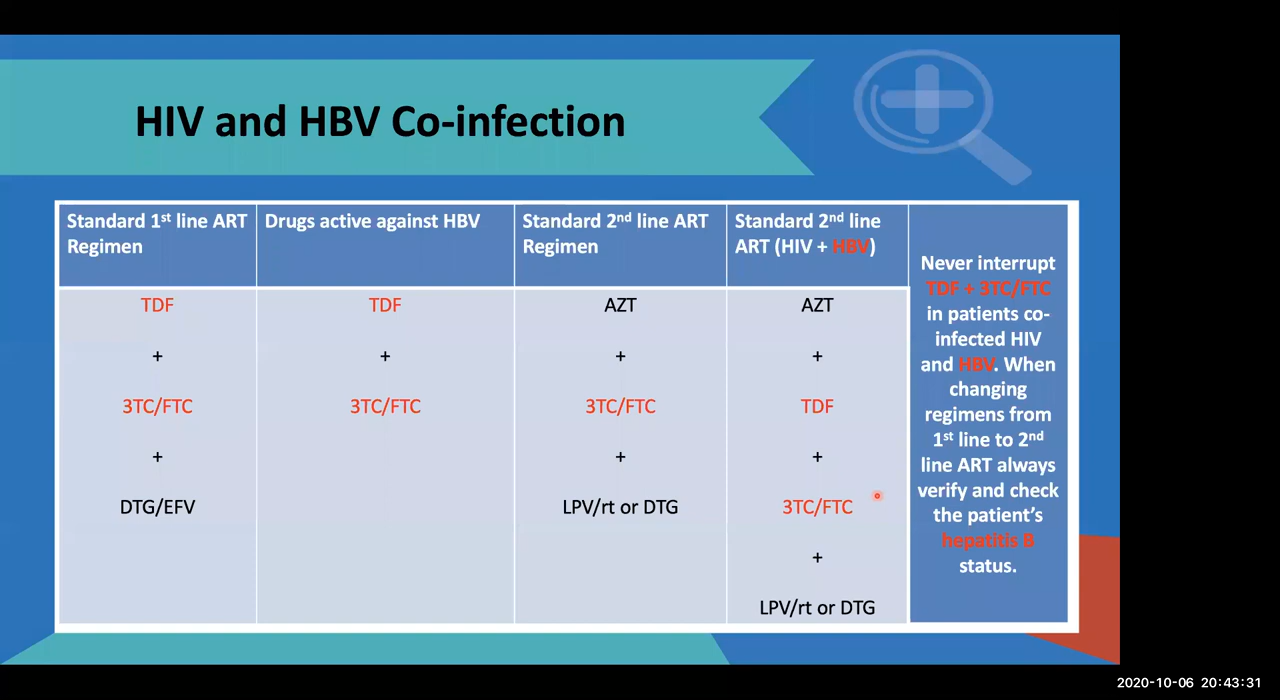 HIV and HBV Co-infection
Standard 1st line ART
Regimen
Drugs active against HBV
Standard 2nd line ART
Regimen
Standard 2nd line
ART (HIV + HBV)
TDF
+
3TC/FTC
+
DTG/EFV
TDF
+
3TC/FTC
AZT
+
3TC/FTC
+
LPV/rt or DTG
AZT
+
TDF
+
3TC/FTC
+
LPV/rt or DTG
Never interrupt
TDF + 3TC/FTC
in patients co-
infected HIV
and HBV. When
changing
regimens from
1st line to 2nd
line ART always
verify and check
the patient's
hepatitis B
status.
2020-10-06 20:43:31